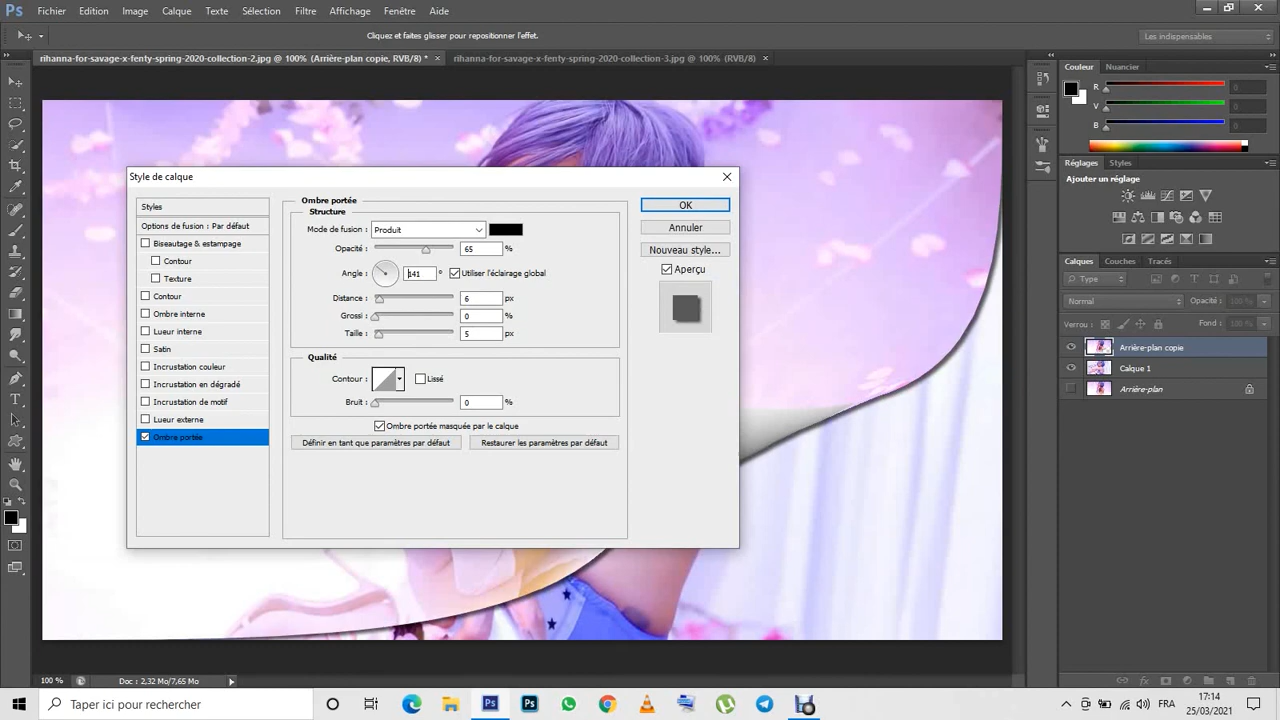 Ps Fichier Edition Image Calque Texte Sélection Filtre Affichage Fenêtre Aide
Cliquez et faites glisser pour repositionner l'effet.
Les indispensables
rihanna-for-savage-x-fenty-spring-2020-collection-2.jpg @ 100% (Arrière-plan copie, RVB/8) * × rihanna-for-savage-x-fenty-spring-2020-collection-3.jpg @ 100% (RVB/8) ×
Style de calque
Styles
Options de fusion : Par défaut
Biseautage & estampage
Contour
Texture
Contour
Ombre interne
Lueur interne
Satin
Incrustation couleur
Incrustation en dégradé
Incrustation de motif
Lueur externe
Ombre portée
Ombre portée
Structure
Mode de fusion : Produit
Opacité : 65 %
Angle : 141 ° Utiliser l'éclairage global
Distance : 6 px
Grossi : 0 px
Taille : 5 px
Qualité
Contour : Lissé
Bruit : 0 %
Ombre portée masquée par le calque
Définir en tant que paramètres par défaut Restaurer les paramètres par défaut
OK
Annuler
Nouveau style...
Aperçu
Couleur Nuancier
R 0
V 0
B 0
Réglages Styles
Ajouter un réglage
Calques Couches Tracés
Type
Normal Opacité : 100 %
Verrou : Fond : 100 %
Arrière-plan copie
Calque 1
Arrière-plan
100 % Doc : 2,32 Mo/7,65 Mo
Taper ici pour rechercher
Ps Ps
FRA
17:14
25/03/2021